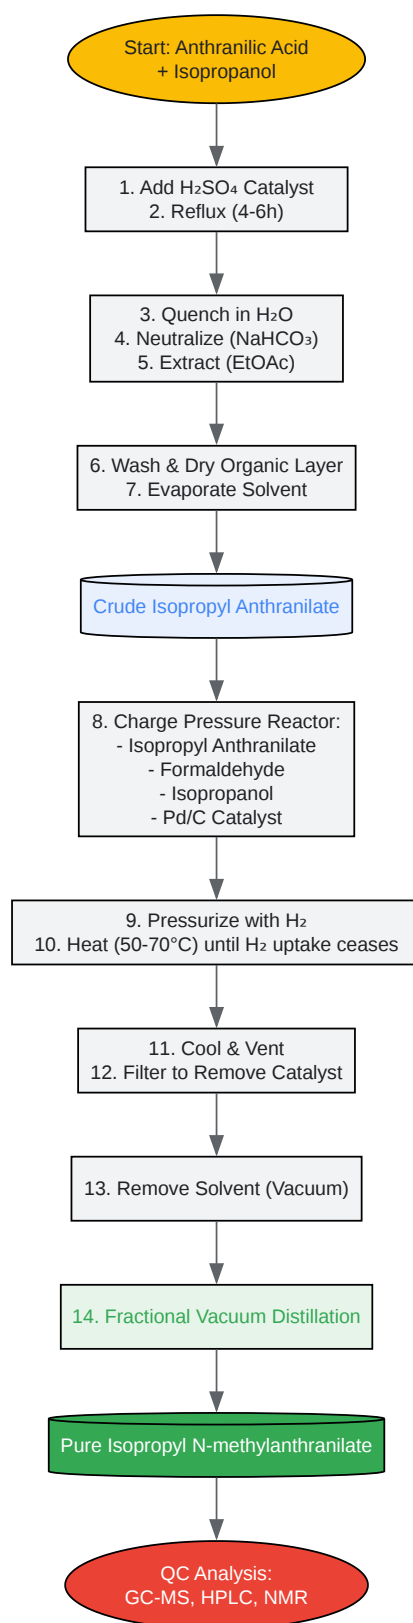 Start: Anthranilic Acid
+ Isopropanol
1. Add H₂SO₄ Catalyst
2. Reflux (4-6h)
3. Quench in H₂O
4. Neutralize (NaHCO₃)
5. Extract (EtOAc)
6. Wash & Dry Organic Layer
7. Evaporate Solvent
Crude Isopropyl Anthranilate
8. Charge Pressure Reactor:
- Isopropyl Anthranilate
- Formaldehyde
- Isopropanol
- Pd/C Catalyst
9. Pressurize with H₂
10. Heat (50-70°C) until H₂ uptake ceases
11. Cool & Vent
12. Filter to Remove Catalyst
13. Remove Solvent (Vacuum)
14. Fractional Vacuum Distillation
Pure Isopropyl N-methylanthranilate
QC Analysis:
GC-MS, HPLC, NMR